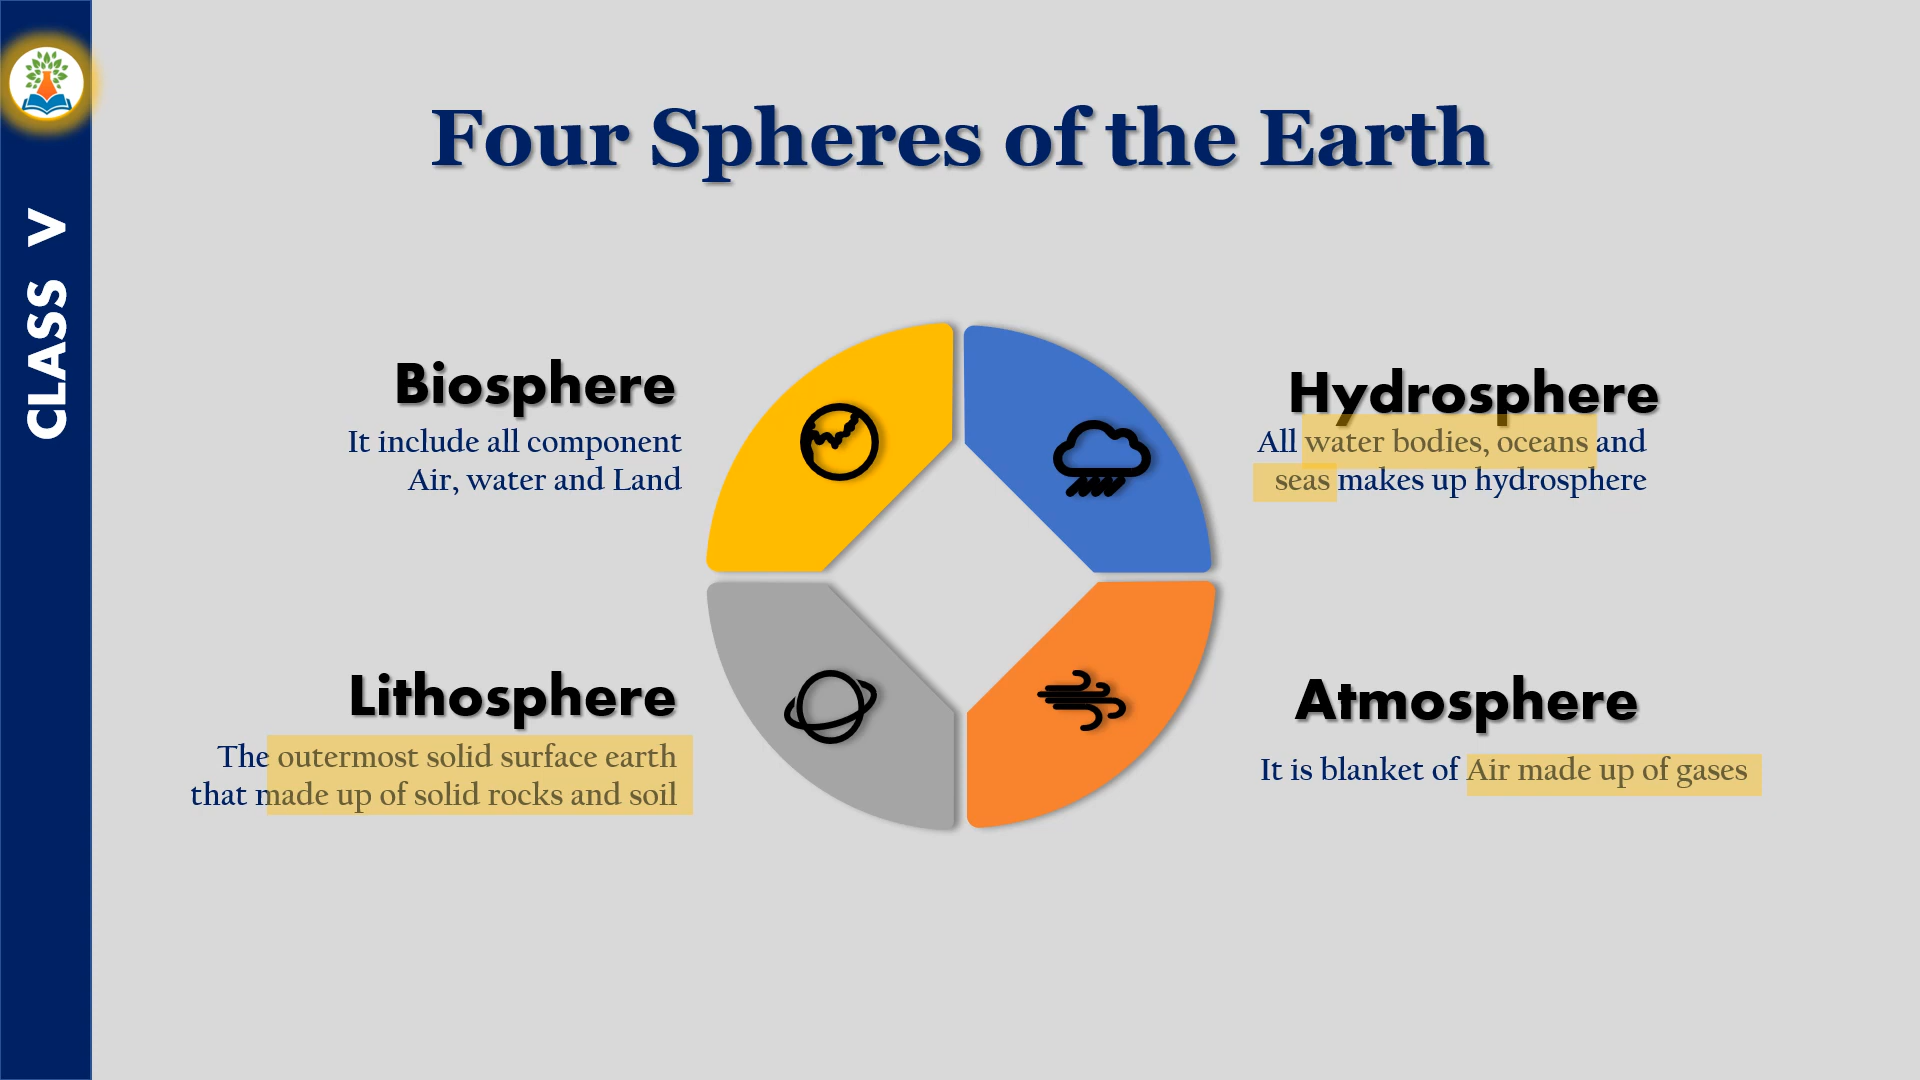 CLASS V
Four Spheres of the Earth
Biosphere
It include all component
Air, water and Land
Hydrosphere
All water bodies, oceans and
seas makes up hydrosphere
Lithosphere
The outermost solid surface earth
that made up of solid rocks and soil
Atmosphere
It is blanket of Air made up of gases